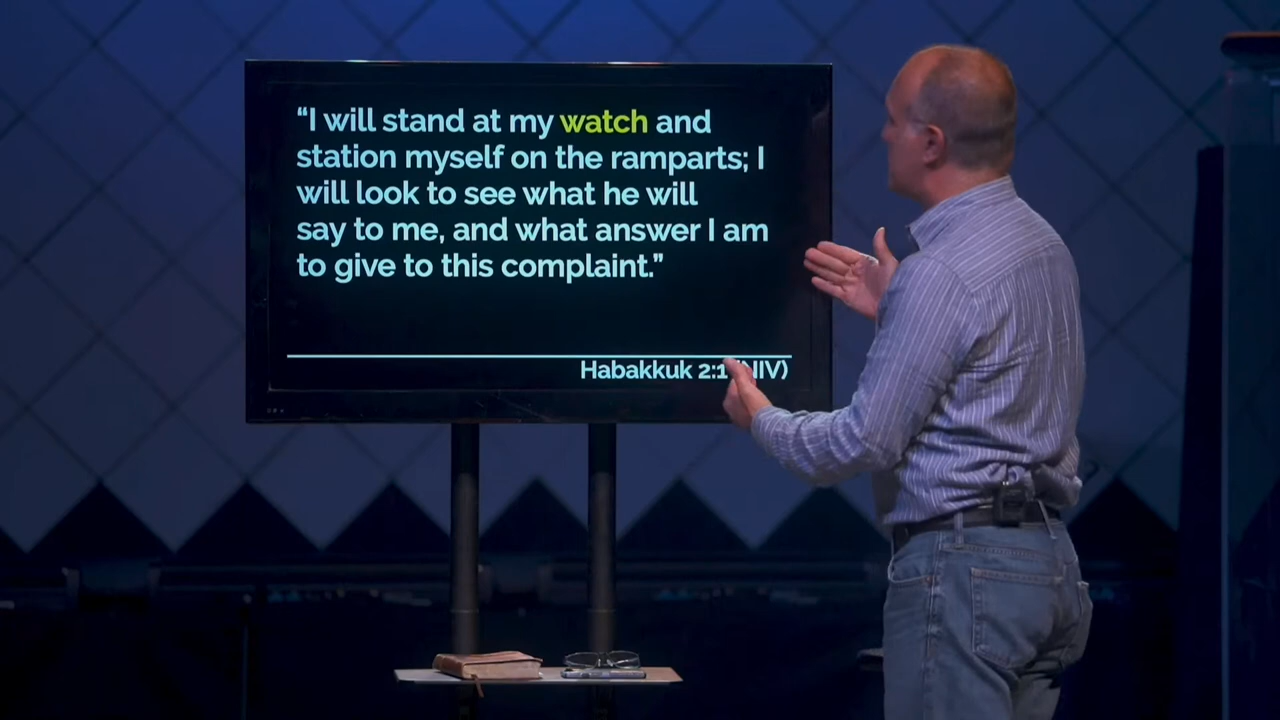 “I will stand at my watch and
station myself on the ramparts; I
will look to see what he will
say to me, and what answer I am
to give to this complaint.”
Habakkuk 2:1 (NIV)